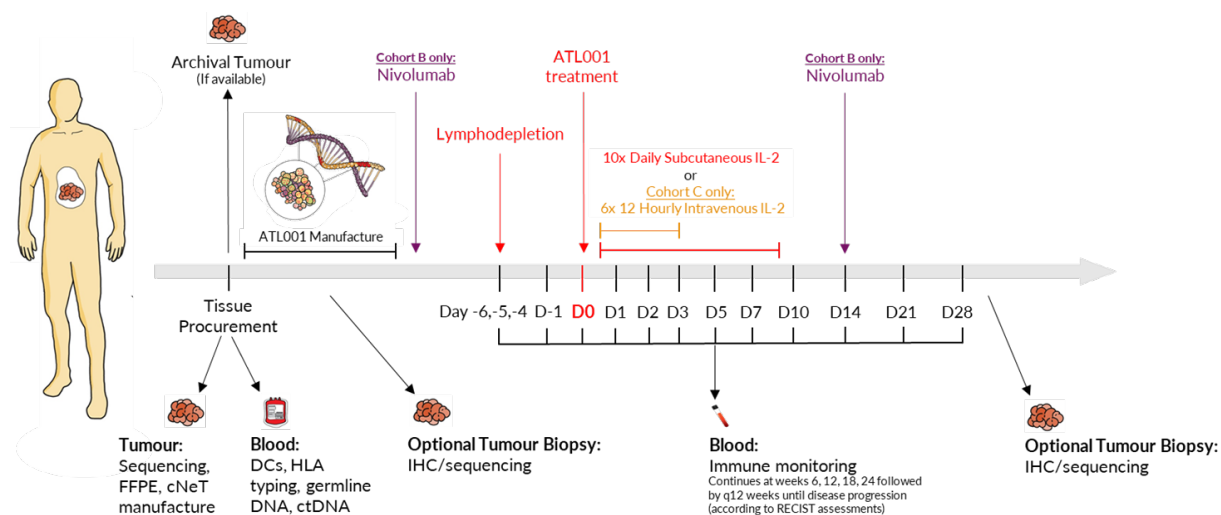 Archival Tumour
(If available)
Cohort B only:
Nivolumab
ATL001
treatment
Cohort B only:
Nivolumab
Lymphodepletion
10x Daily Subcutaneous IL-2
or
Cohort C only:
6x 12 Hourly Intravenous IL-2
ATL001 Manufacture
Tissue
Procurement
Day -6,-5,-4 D-1 D0 D1 D2 D3 D5 D7 D10 D14 D21 D28
Tumour:
Sequencing,
FFPE, cNeT
manufacture
Blood:
DCs, HLA
typing, germline
DNA, ctDNA
Optional Tumour Biopsy:
IHC/sequencing
Blood:
Immune monitoring
Continues at weeks 6, 12, 18, 24 followed
by q12 weeks until disease progression
(according to RECIST assessments)
Optional Tumour Biopsy:
IHC/sequencing